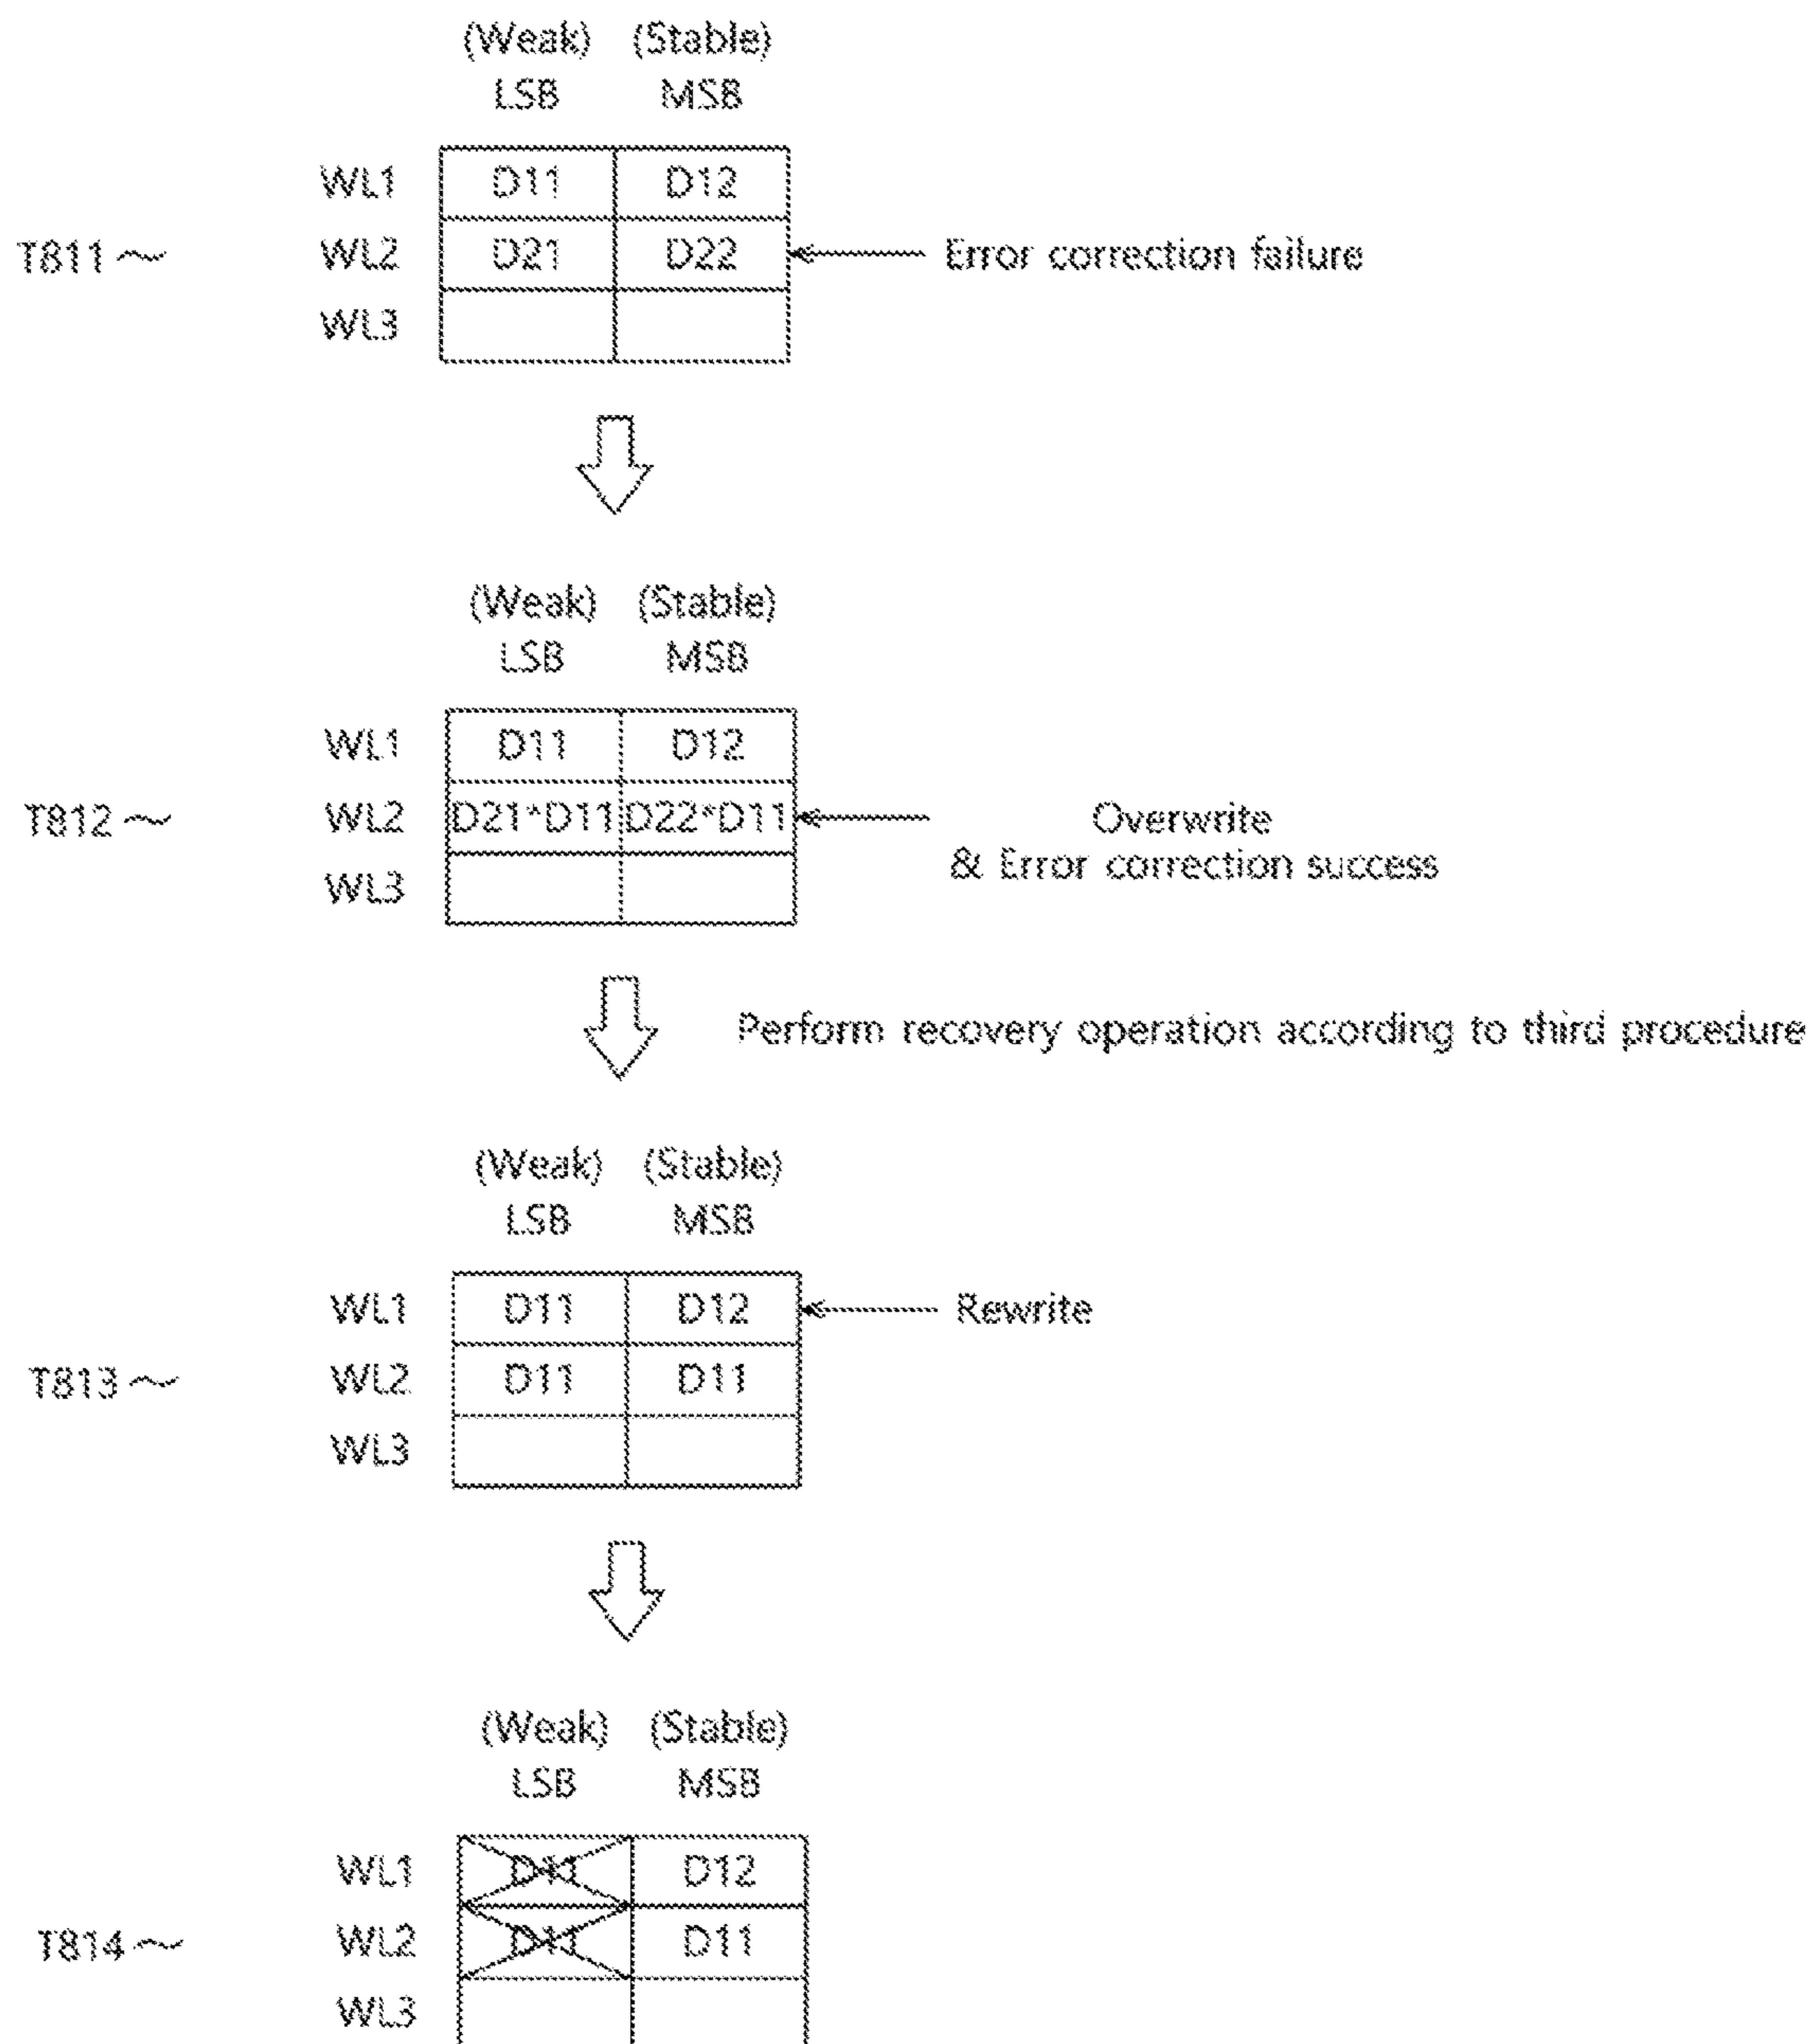 (Weak) (Stable)
LSB MSB
WL1 D11 D12
T811 WL2 D21 D22 Error correction failure
WL3
(Weak) (Stable)
LSB MSB
WL1 D11 D12
T812 WL2 D21*D11 D22*D11 Overwrite
& Error correction success
WL3
Perform recovery operation according to third procedure
(Weak) (Stable)
LSB MSB
WL1 D11 D12 Rewrite
T813 WL2 D11 D11
WL3
(Weak) (Stable)
LSB MSB
WL1 D11 D12
T814 WL2 D11 D11
WL3